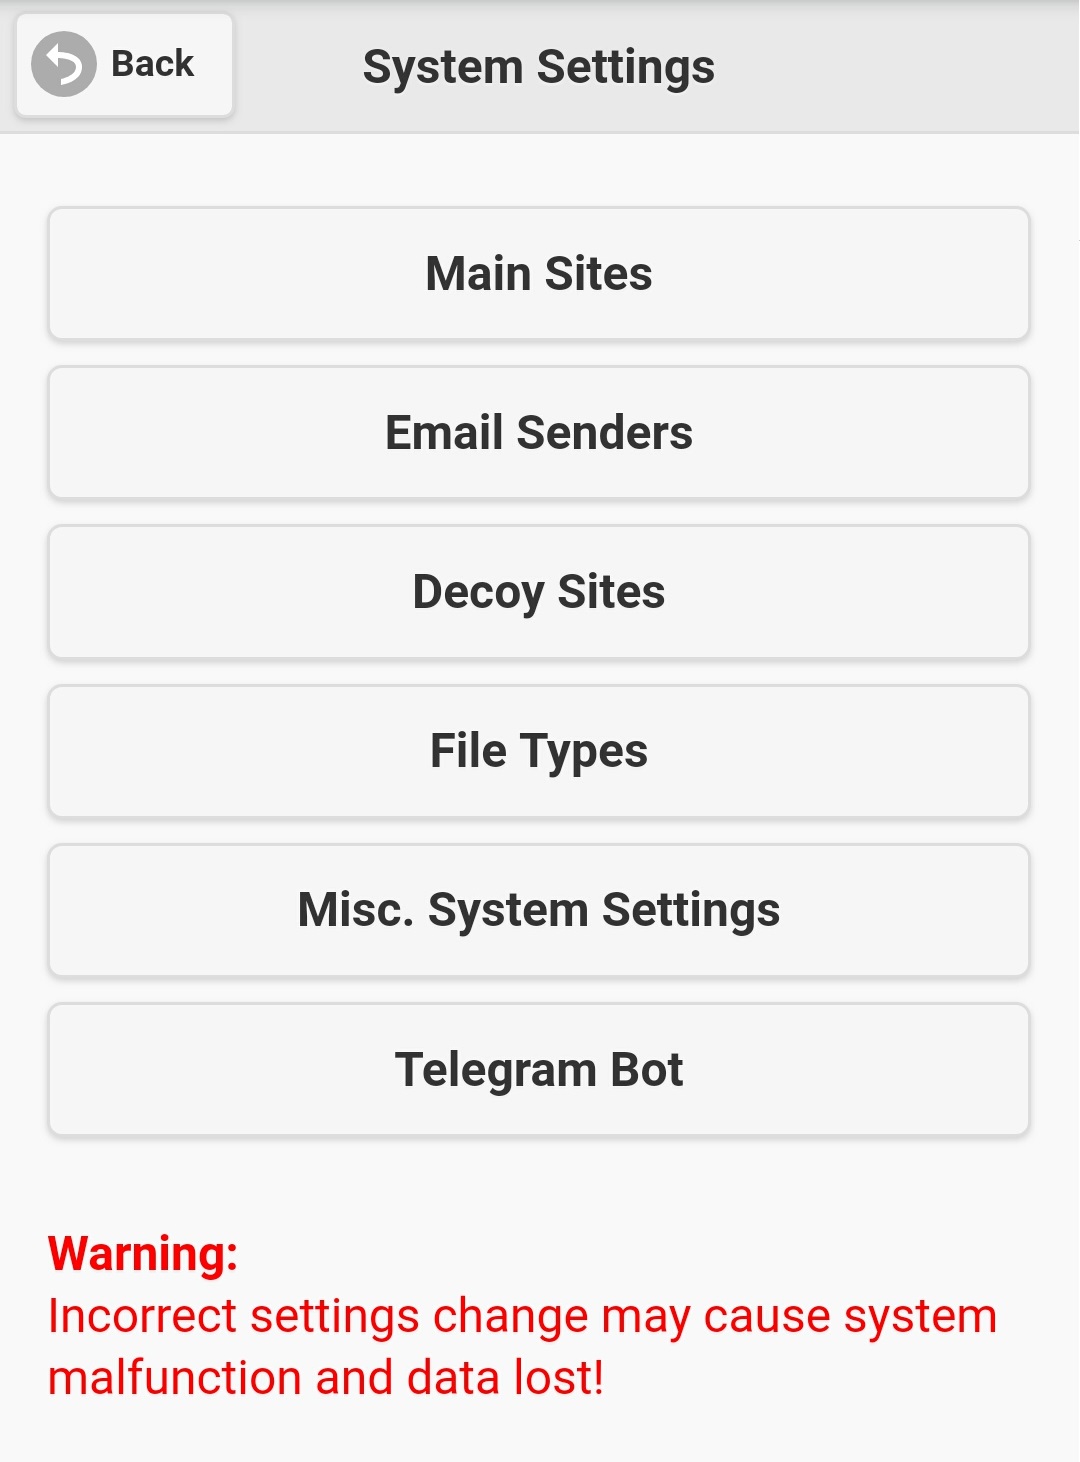 Back
System Settings
Main Sites
Email Senders
Decoy Sites
File Types
Misc. System Settings
Telegram Bot
Warning:
Incorrect settings change may cause system
malfunction and data lost!